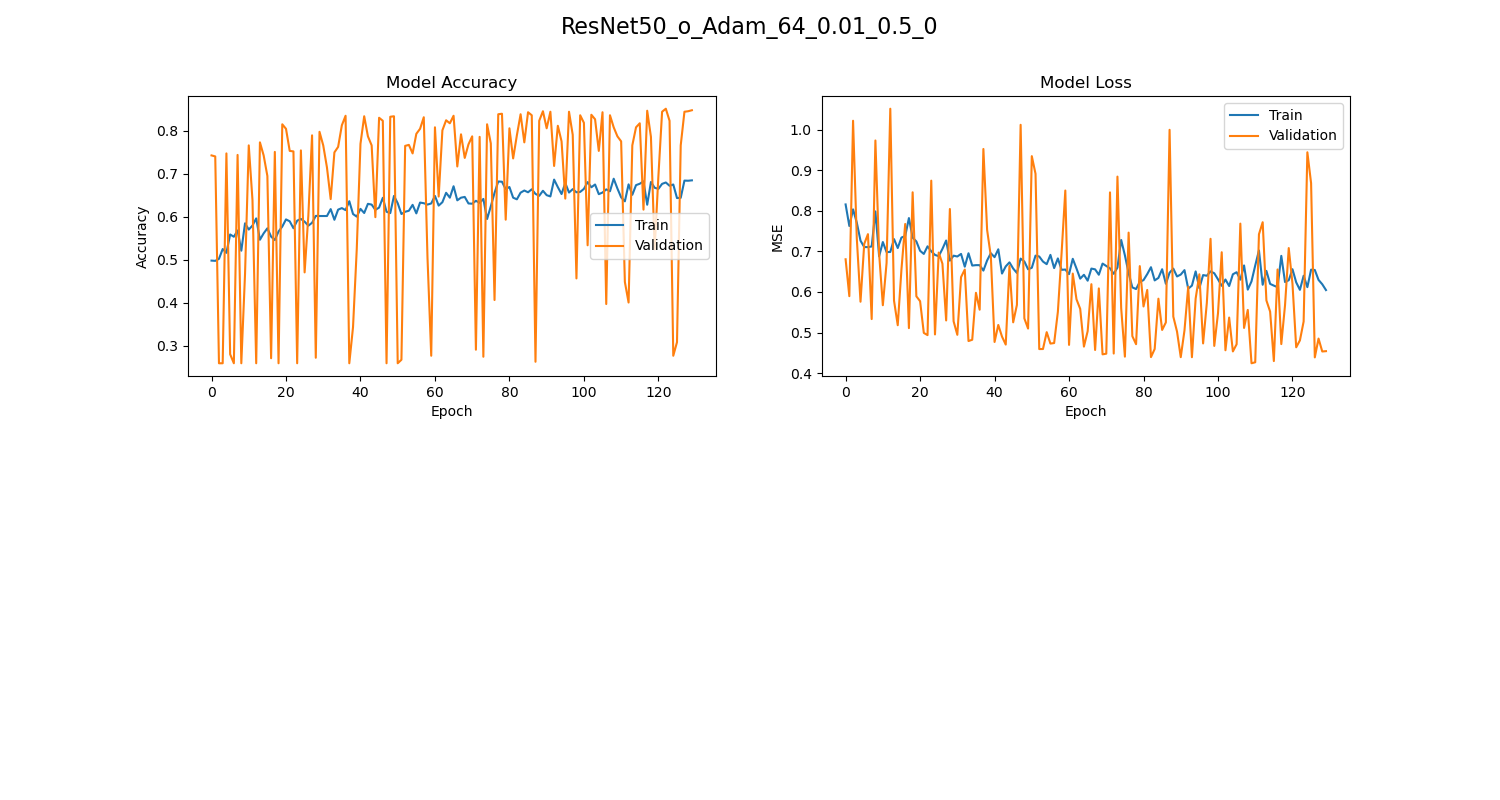 ResNet50_o_Adam_64_0.01_0.5_0
Model Accuracy
Accuracy
0.8
0.7
0.6
0.5
0.4
0.3
Train
Validation
0 20 40 60 80 100 120
Epoch
Model Loss
MSE
1.0
0.9
0.8
0.7
0.6
0.5
0.4
Train
Validation
0 20 40 60 80 100 120
Epoch